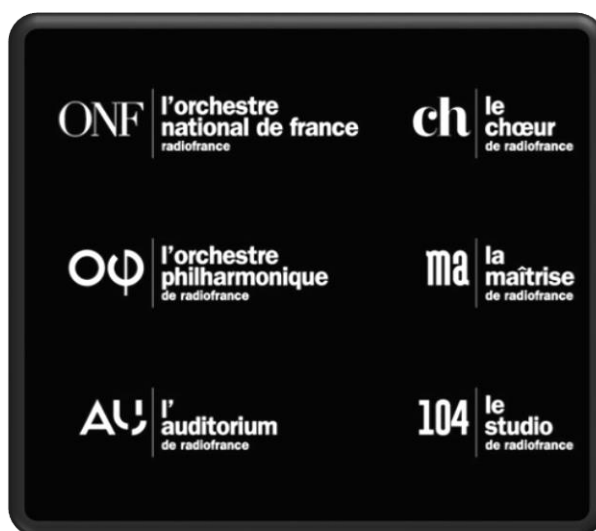 ONF
l'orchestre
national de france
radiofrance
ch
le
chœur
de radiofrance
οφ
l'orchestre
philharmonique
de radiofrance
ma
la
maîtrise
de radiofrance
AU
l'
auditorium
de radiofrance
104
le
studio
de radiofrance